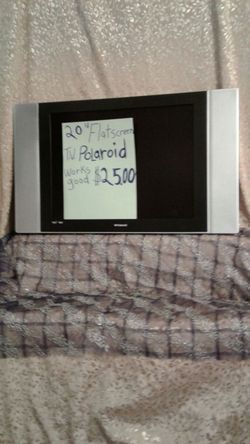 20" Flatscreen
TV Polaroid
works
good $25.00